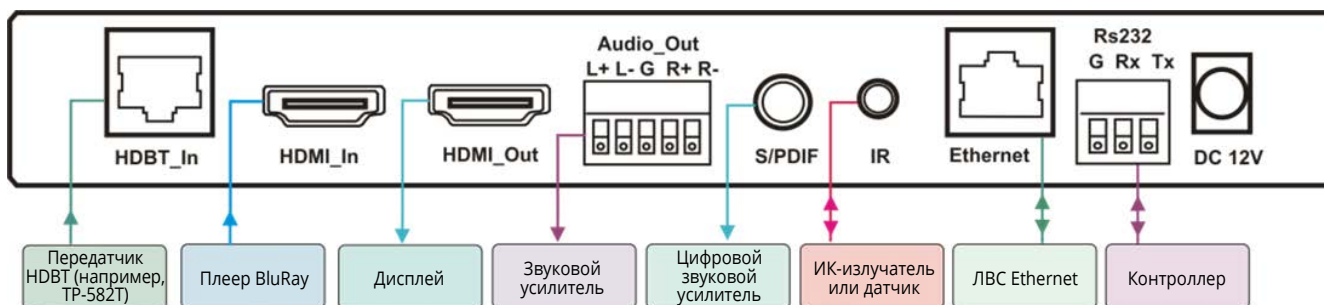 Audio_Out
L+ L- G R+ R-
Rs232
G Rx Tx
HDBT_In
HDMI_In
HDMI_Out
S/PDIF
IR
Ethernet
DC 12V
Передатчик
HDBT (например,
TP-582T)
Плеер BluRay
Дисплей
Звуковой
усилитель
Цифровой
звуковой
усилитель
ИК-излучатель
или датчик
ЛВС Ethernet
Контроллер